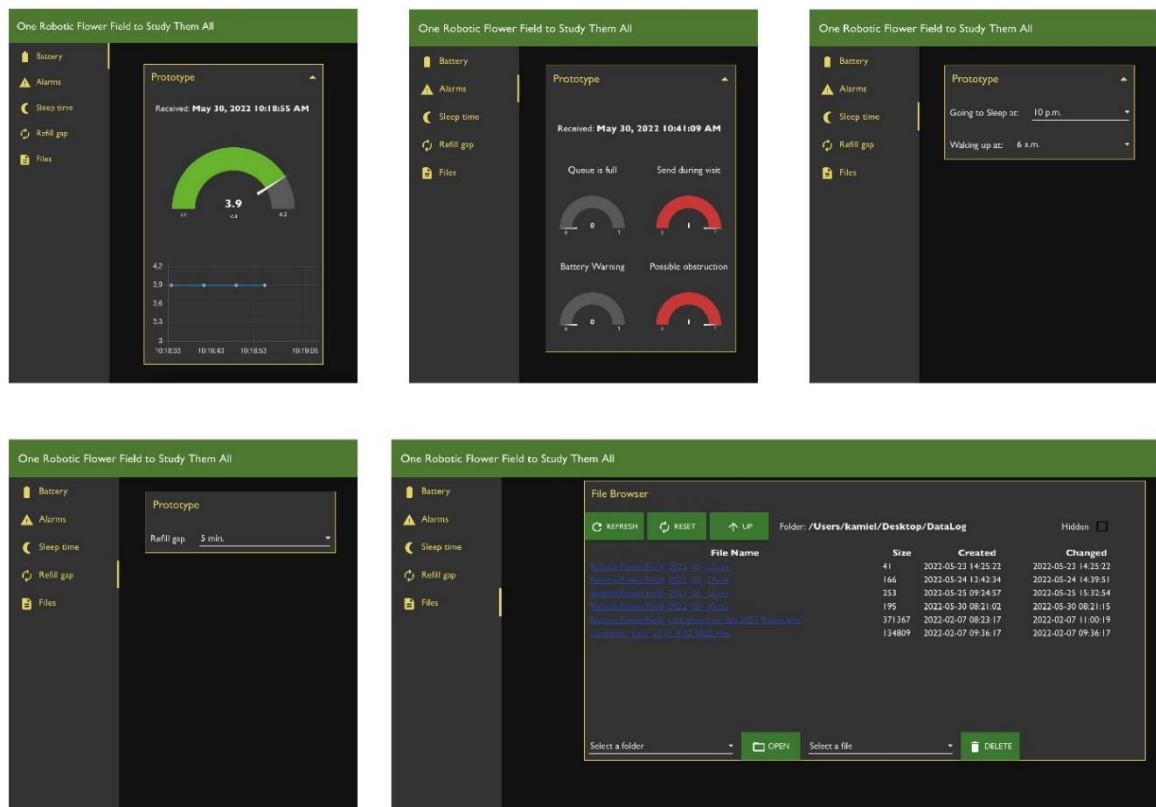 One Robotic Flower Field to Study Them All
Battery
Alarms
Sleep time
Refill gap
Files
Prototype
Received: May 30, 2022 10:18:55 AM
3.9
4.2
4,2
3,9
3,6
3,3
3
10:18:33 10:18:43 10:18:53 10:19:05
One Robotic Flower Field to Study Them All
Battery
Alarms
Sleep time
Refill gap
Files
Prototype
Received: May 30, 2022 10:41:09 AM
Queue is full Send during visit
0 1
0 1 0 1
Battery Warning Possible obstruction
0 1
0 1 0 1
One Robotic Flower Field to Study Them All
Battery
Alarms
Sleep time
Refill gap
Files
Prototype
Going to Sleep at: 10 p.m.
Waking up at: 6 a.m.
One Robotic Flower Field to Study Them All
Battery
Alarms
Sleep time
Refill gap
Files
Prototype
Refill gap 5 min.
One Robotic Flower Field to Study Them All
Battery
Alarms
Sleep time
Refill gap
Files
File Browser
REFRESH RESET UP Folder: /Users/kamiel/Desktop/DataLog Hidden
File Name Size Created Changed
41 2022-05-23 14:25:22 2022-05-23 14:25:22
166 2022-05-24 13:42:34 2022-05-24 14:39:51
253 2022-05-25 09:24:57 2022-05-25 15:32:54
195 2022-05-30 08:21:02 2022-05-30 08:21:15
371367 2022-02-07 08:23:17 2022-02-07 11:00:19
134809 2022-02-07 09:36:17 2022-02-07 09:36:17
Select a folder OPEN Select a file DELETE